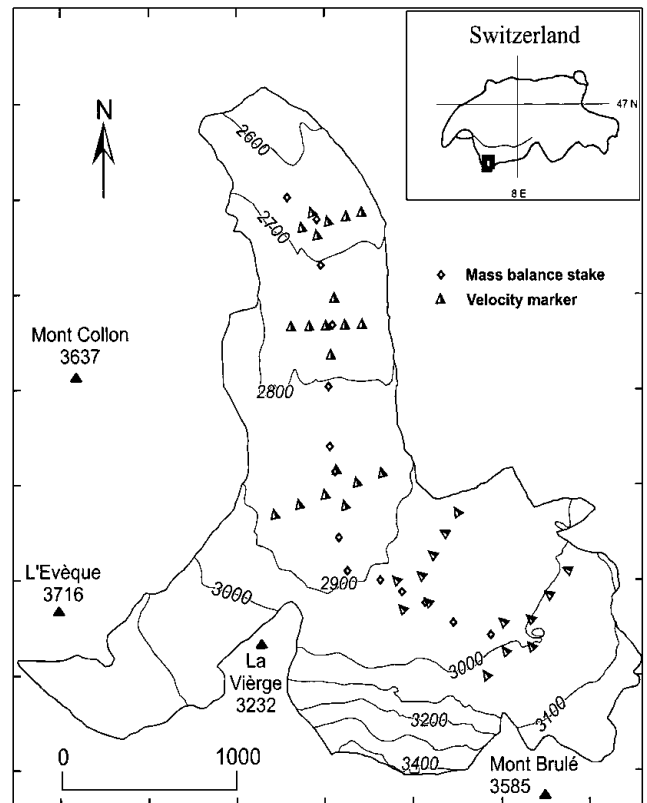 Switzerland
47 N
8 E
N
2600
2700
Mass balance stake
Velocity marker
Mont Collon
3637
2800
L'Evèque
3716
2900
3000
La
Vièrge
3232
3000
3100
3200
3400
0
1000
Mont Brulé
3585